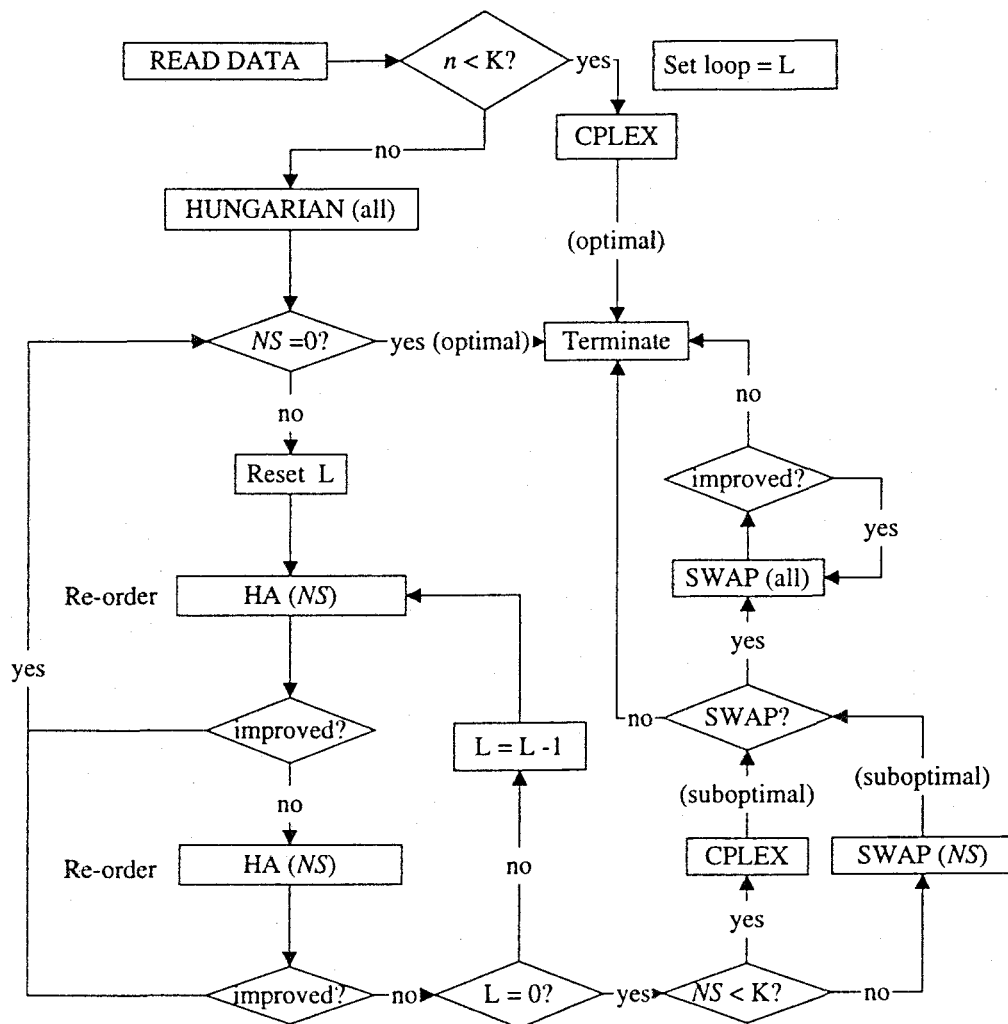 READ DATA
n < K?
yes
Set loop = L
CPLEX
no
HUNGARIAN (all)
(optimal)
NS =0?
yes (optimal)
Terminate
no
no
Reset L
improved?
yes
SWAP (all)
Re-order
HA (NS)
yes
yes
improved?
L = L -1
no
SWAP?
no
(suboptimal)
(suboptimal)
Re-order
HA (NS)
no
CPLEX
SWAP (NS)
yes
improved?
no
L = 0?
yes
NS < K?
no